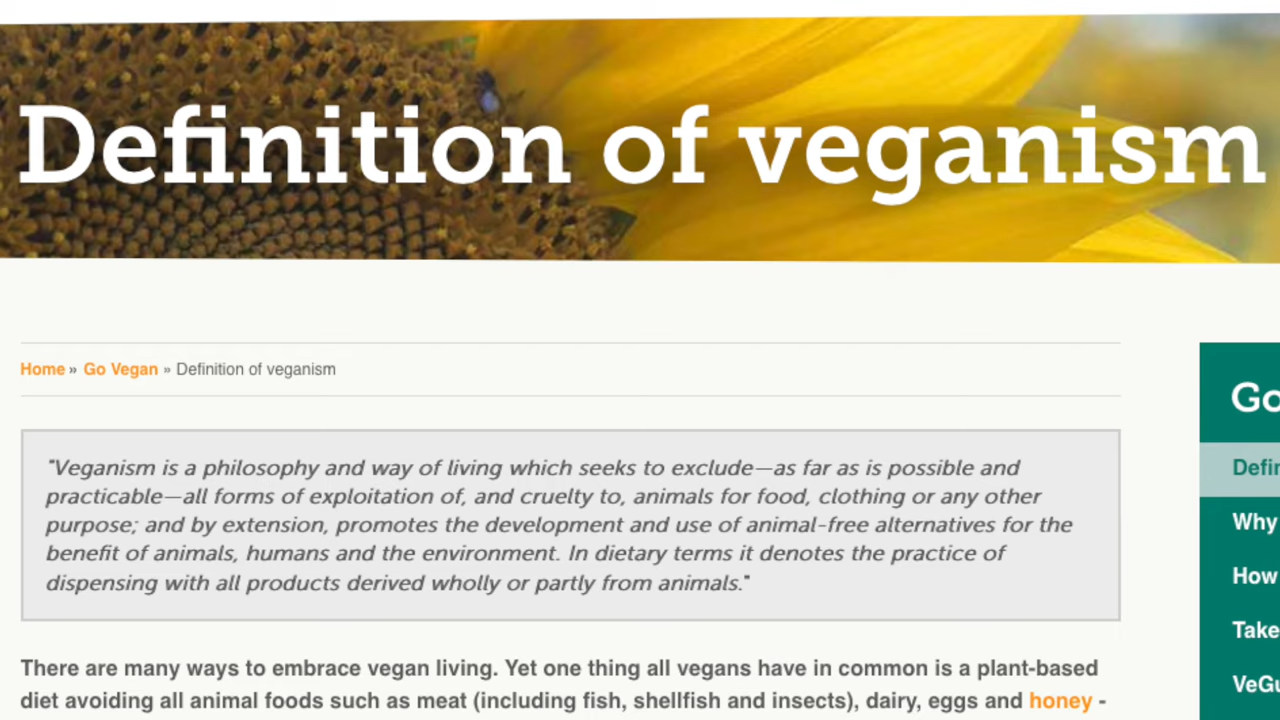 Definition of veganism
Home » Go Vegan » Definition of veganism
"Veganism is a philosophy and way of living which seeks to exclude—as far as is possible and
practicable—all forms of exploitation of, and cruelty to, animals for food, clothing or any other
purpose; and by extension, promotes the development and use of animal-free alternatives for the
benefit of animals, humans and the environment. In dietary terms it denotes the practice of
dispensing with all products derived wholly or partly from animals."
There are many ways to embrace vegan living. Yet one thing all vegans have in common is a plant-based
diet avoiding all animal foods such as meat (including fish, shellfish and insects), dairy, eggs and honey -
Go
Defin
Why
How
Take
VeGu